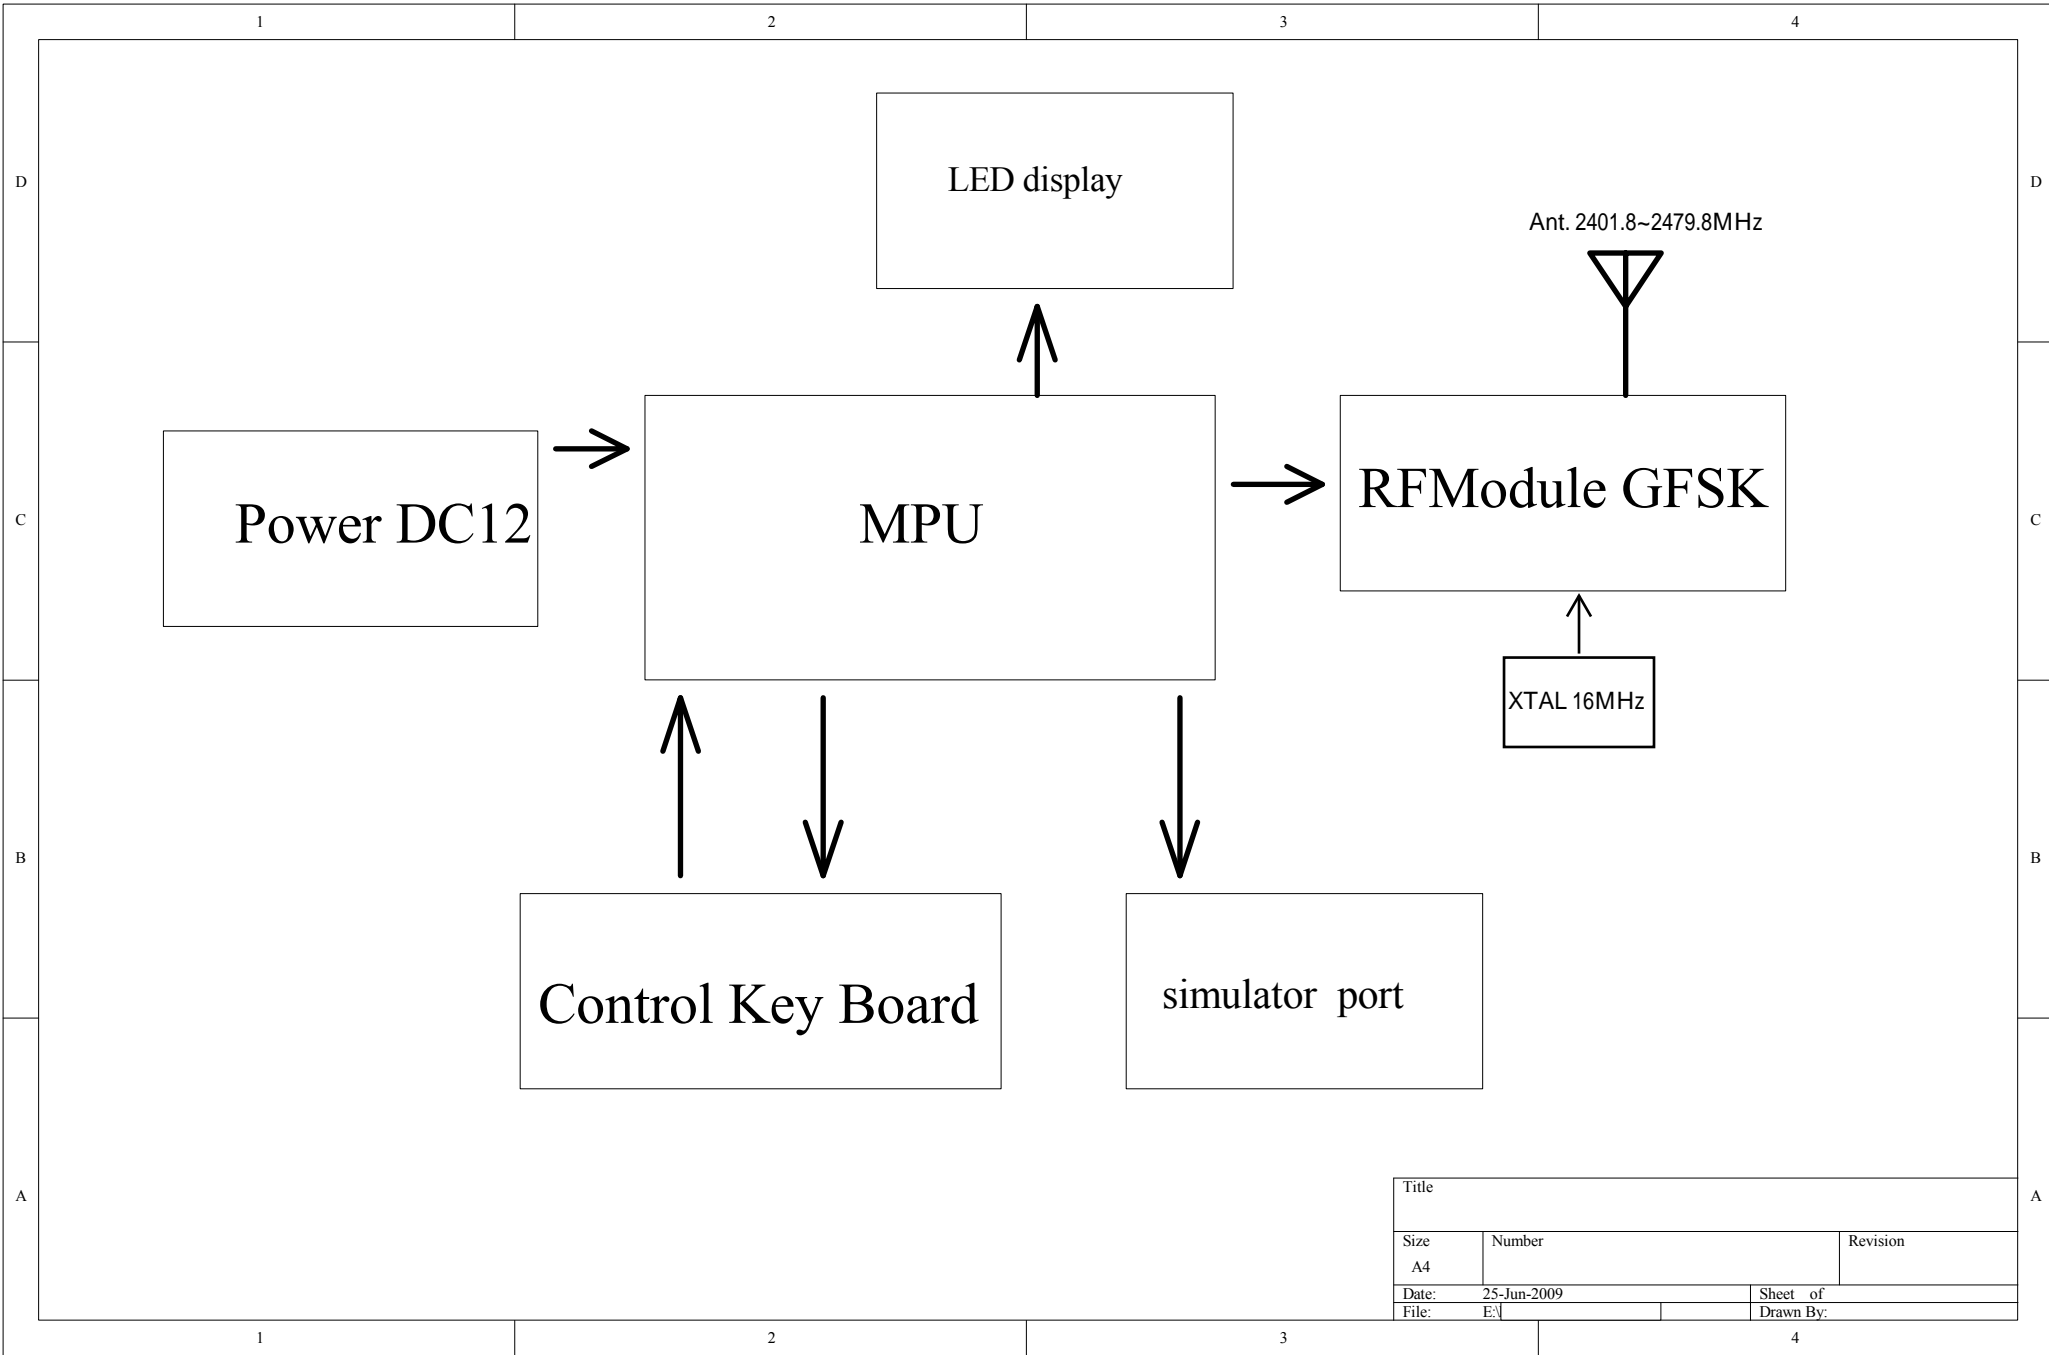 1 2 3 4
D D
LED display
Ant. 2401.8~2479.8MHz
Power DC12
MPU
RFModule GFSK
C C
XTAL 16MHz
B B
Control Key Board
simulator port
A A
Title
Size Number Revision
A4
Date: 25-Jun-2009 Sheet of
File: E:\ Drawn By:
1 2 3 4